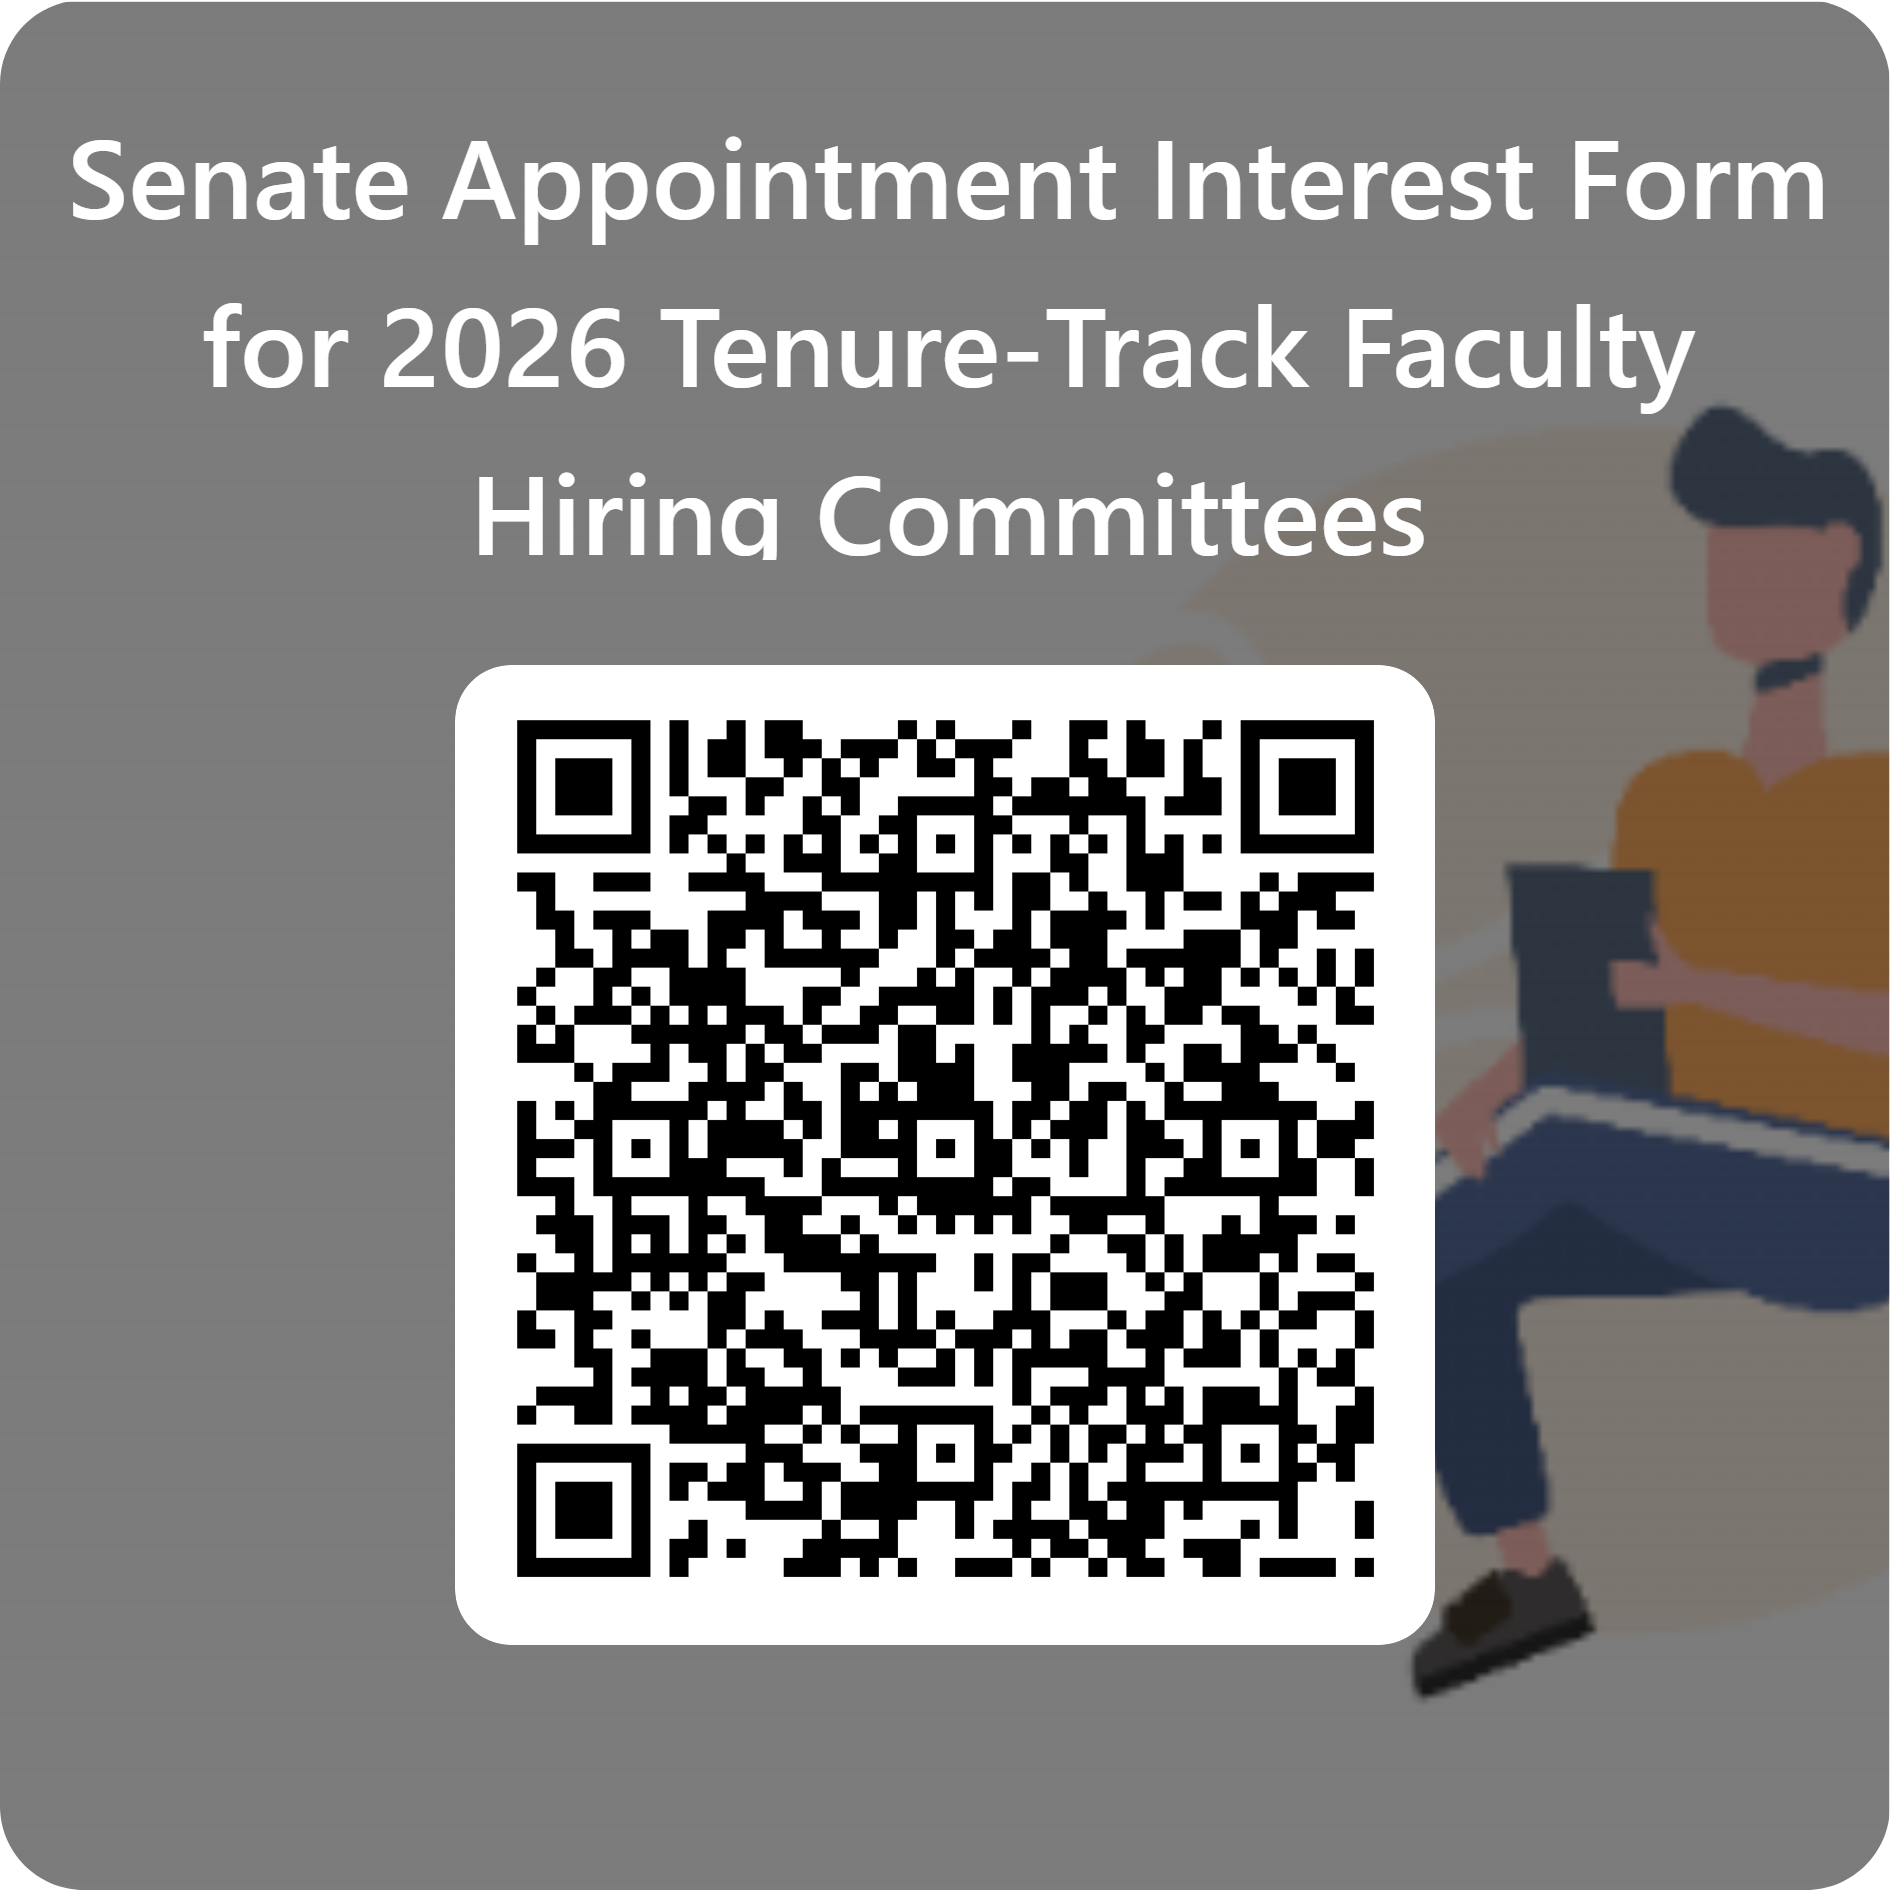 Senate Appointment Interest Form
for 2026 Tenure-Track Faculty
Hiring Committees